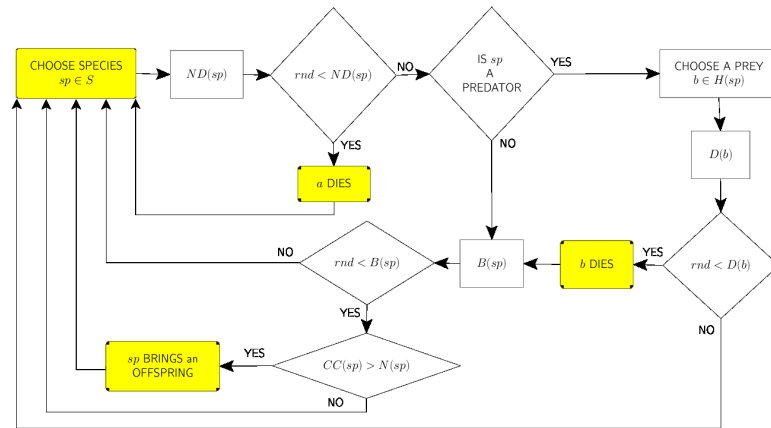 CHOOSE SPECIES
sp ∈ S
ND(sp)
rnd < ND(sp)
NO
IS sp
A
PREDATOR
YES
CHOOSE A PREY
b ∈ H(sp)
YES
NO
D(b)
a DIES
rnd < B(sp)
B(sp)
b DIES
YES
rnd < D(b)
NO
YES
NO
sp BRINGS an
OFFSPRING
YES
CC(sp) > N(sp)
NO